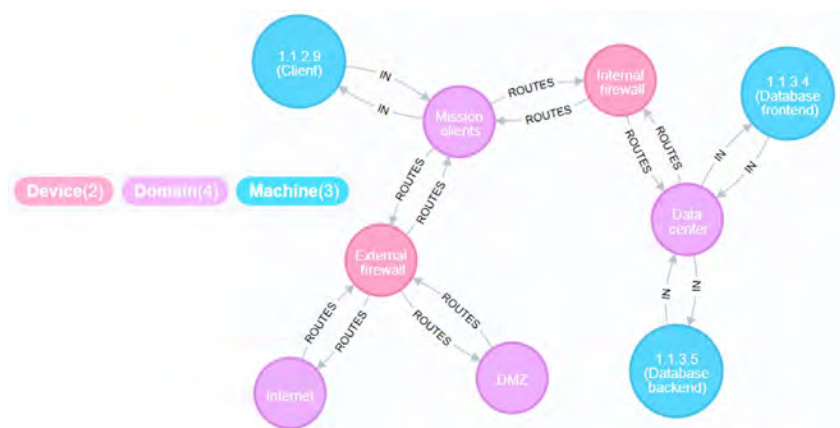 1.1.2.9
(Client)
IN
IN
Mission
clients
ROUTES
ROUTES
Internal
firewall
1.1.3.4
(Database
frontend)
ROUTES
ROUTES
IN
IN
Device(2) Domain(4) Machine(3)
ROUTES
ROUTES
Data
center
External
firewall
IN
IN
ROUTES
ROUTES
ROUTES
ROUTES
Internet
DMZ
1.1.3.5
(Database
backend)